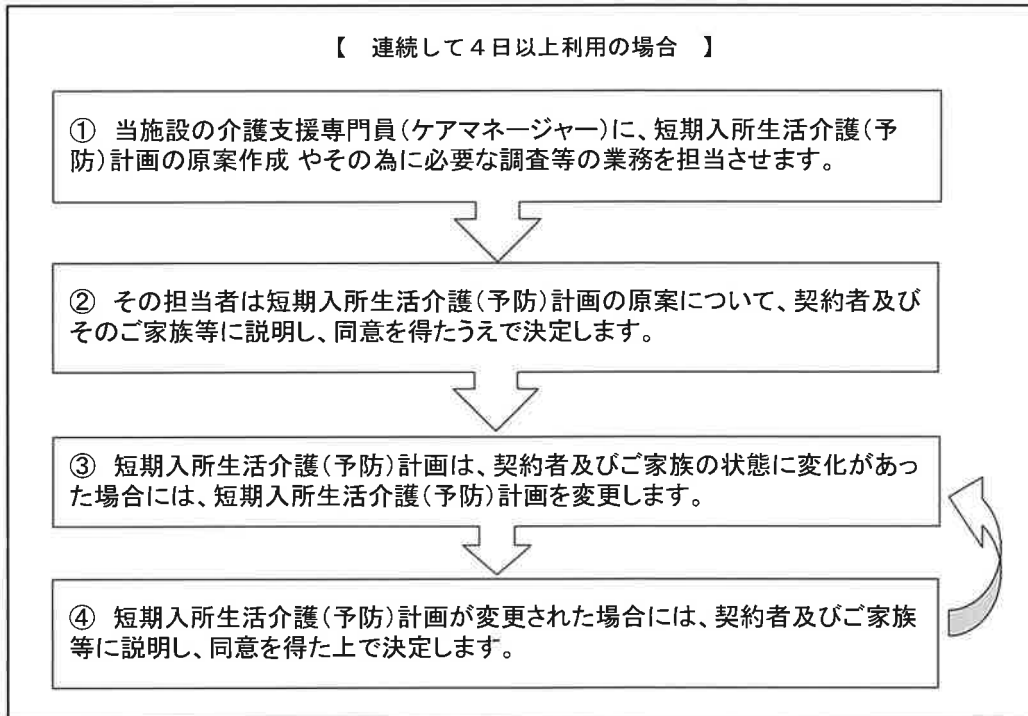 【 連続して4日以上利用の場合 】
① 当施設の介護支援専門員(ケアマネージャー)に、短期入所生活介護(予
防)計画の原案作成 やその為に必要な調査等の業務を担当させます。
② その担当者は短期入所生活介護(予防)計画の原案について、契約者及び
そのご家族等に説明し、同意を得たうえで決定します。
③ 短期入所生活介護(予防)計画は、契約者及びご家族の状態に変化があっ
た場合には、短期入所生活介護(予防)計画を変更します。
④ 短期入所生活介護(予防)計画が変更された場合には、契約者及びご家族
等に説明し、同意を得た上で決定します。